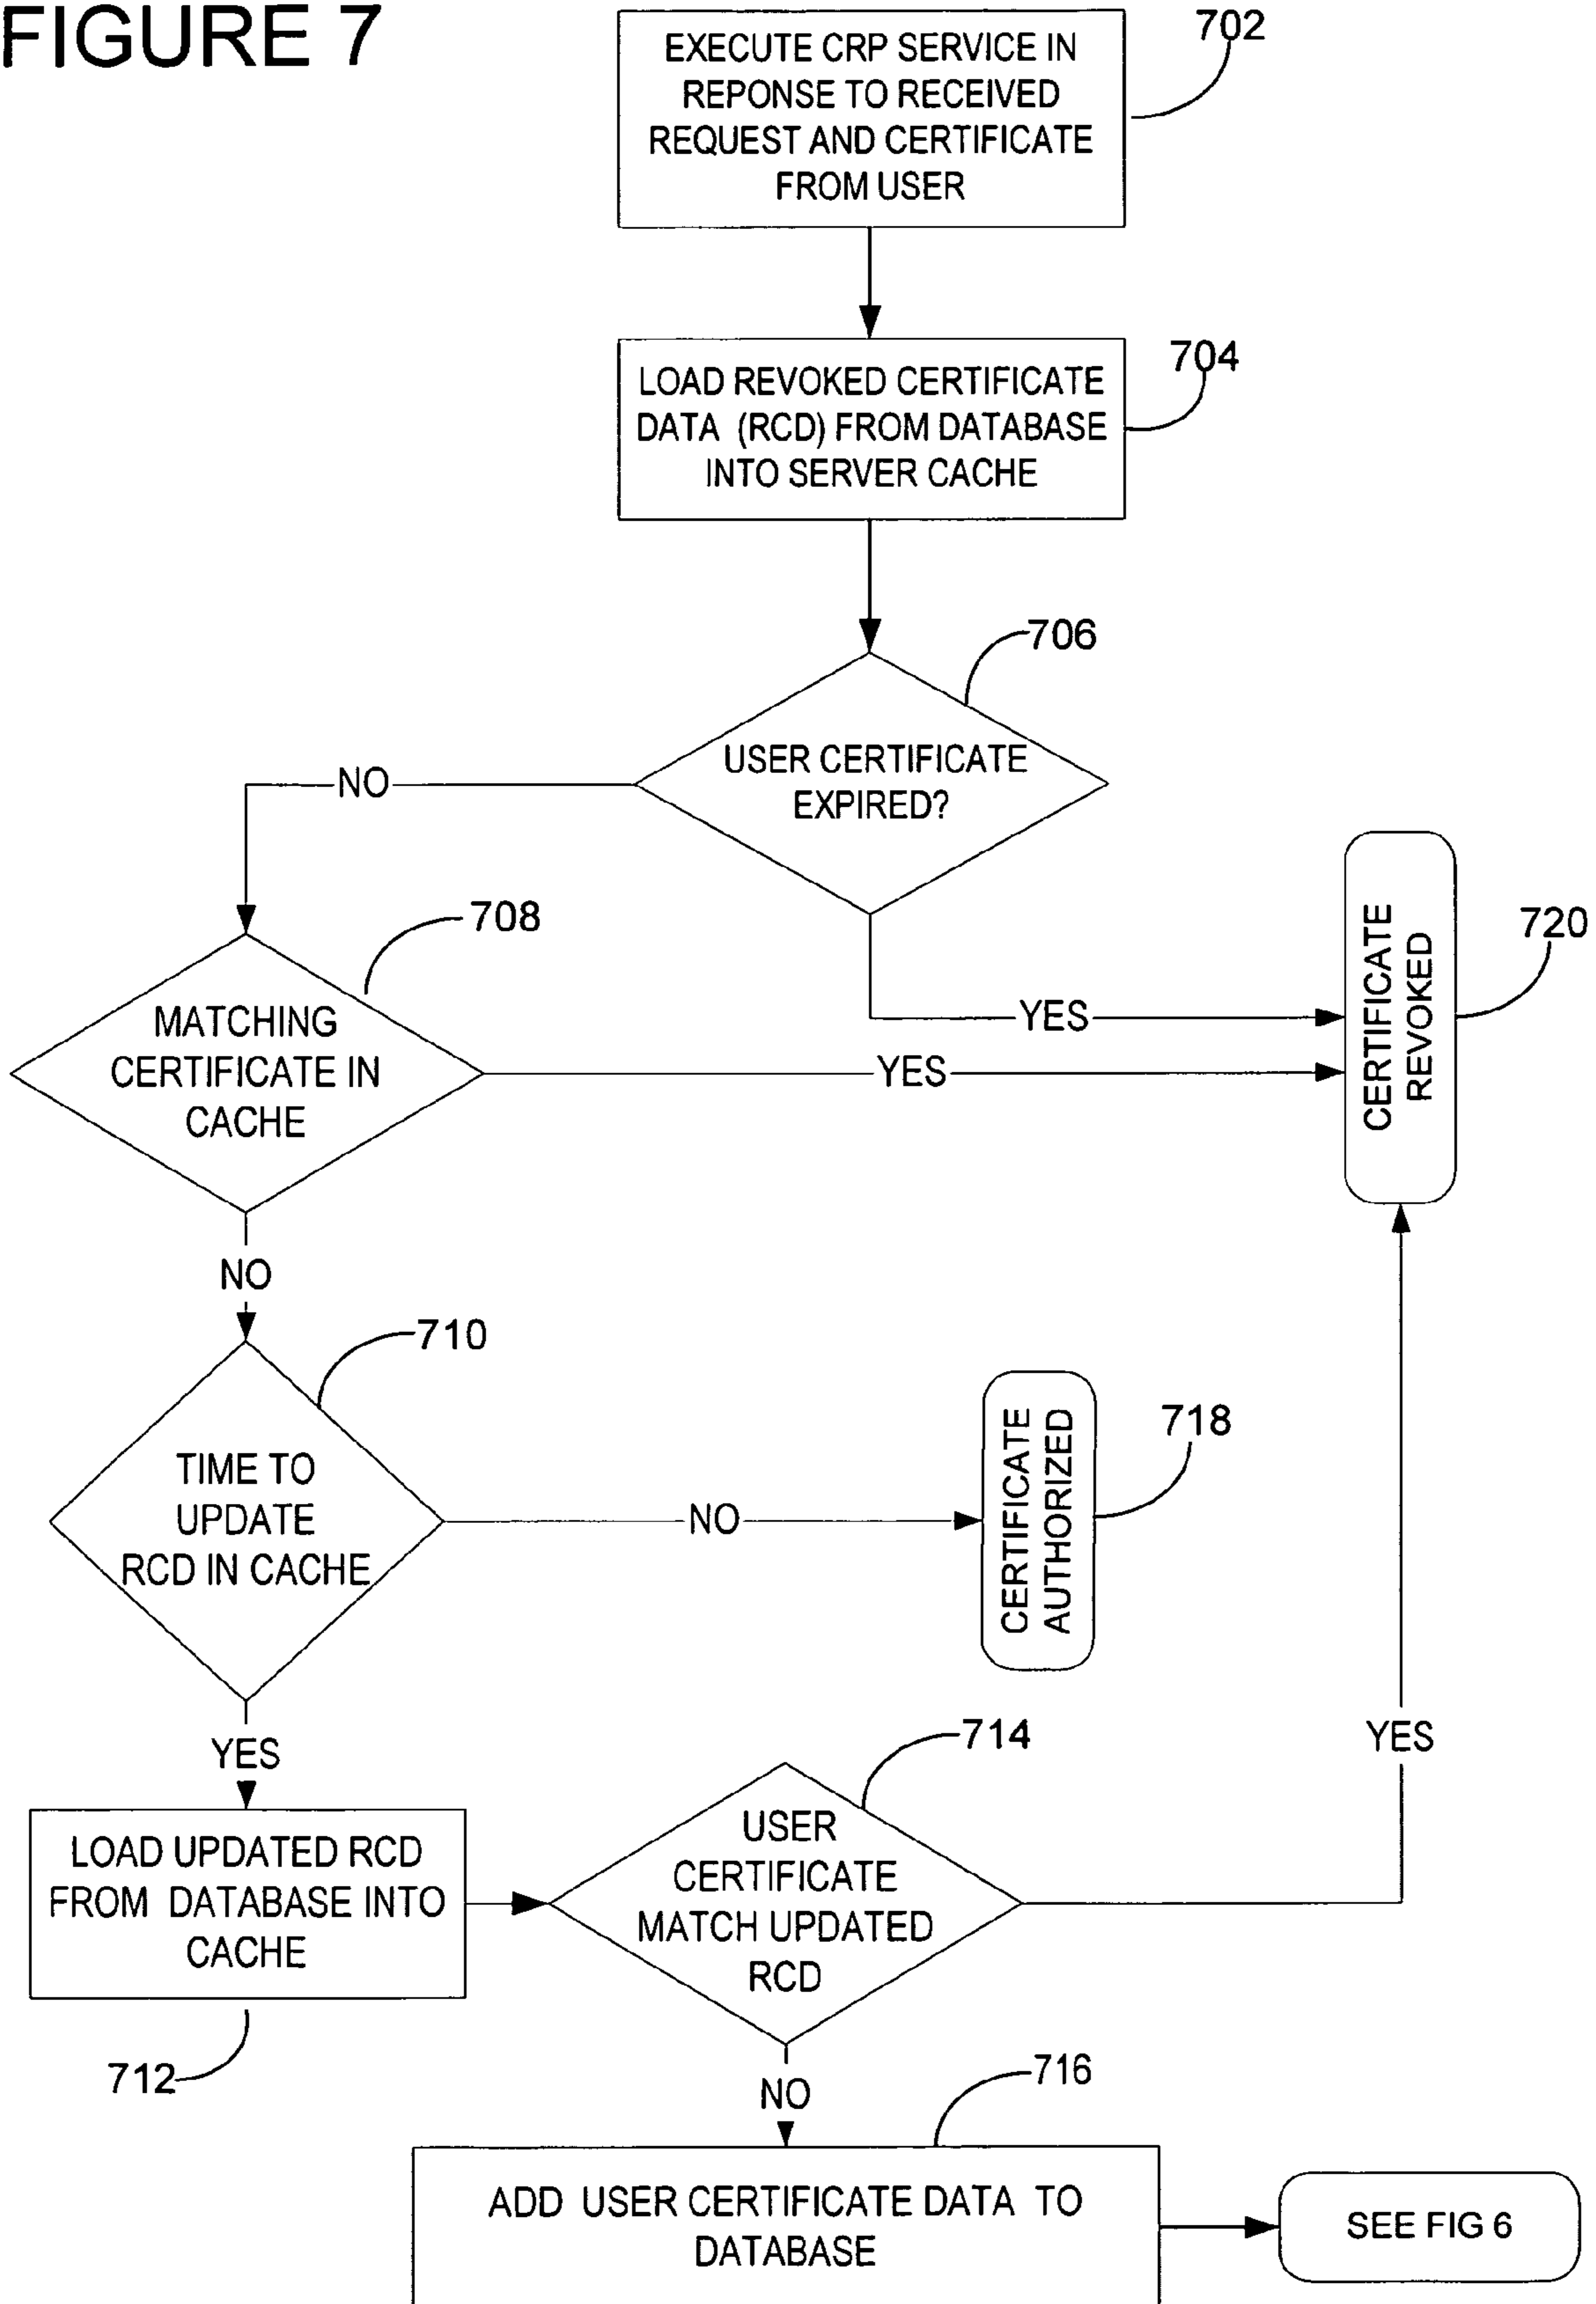 FIGURE 7
702
EXECUTE CRP SERVICE IN
REPONSE TO RECEIVED
REQUEST AND CERTIFICATE
FROM USER
704
LOAD REVOKED CERTIFICATE
DATA (RCD) FROM DATABASE
INTO SERVER CACHE
706
USER CERTIFICATE
EXPIRED?
NO
YES
708
MATCHING
CERTIFICATE IN
CACHE
YES
720
CERTIFICATE
REVOKED
NO
710
TIME TO
UPDATE
RCD IN CACHE
NO
718
CERTIFICATE
AUTHORIZED
YES
LOAD UPDATED RCD
FROM DATABASE INTO
CACHE
712
714
USER
CERTIFICATE
MATCH UPDATED
RCD
YES
NO
716
ADD USER CERTIFICATE DATA TO
DATABASE
SEE FIG 6